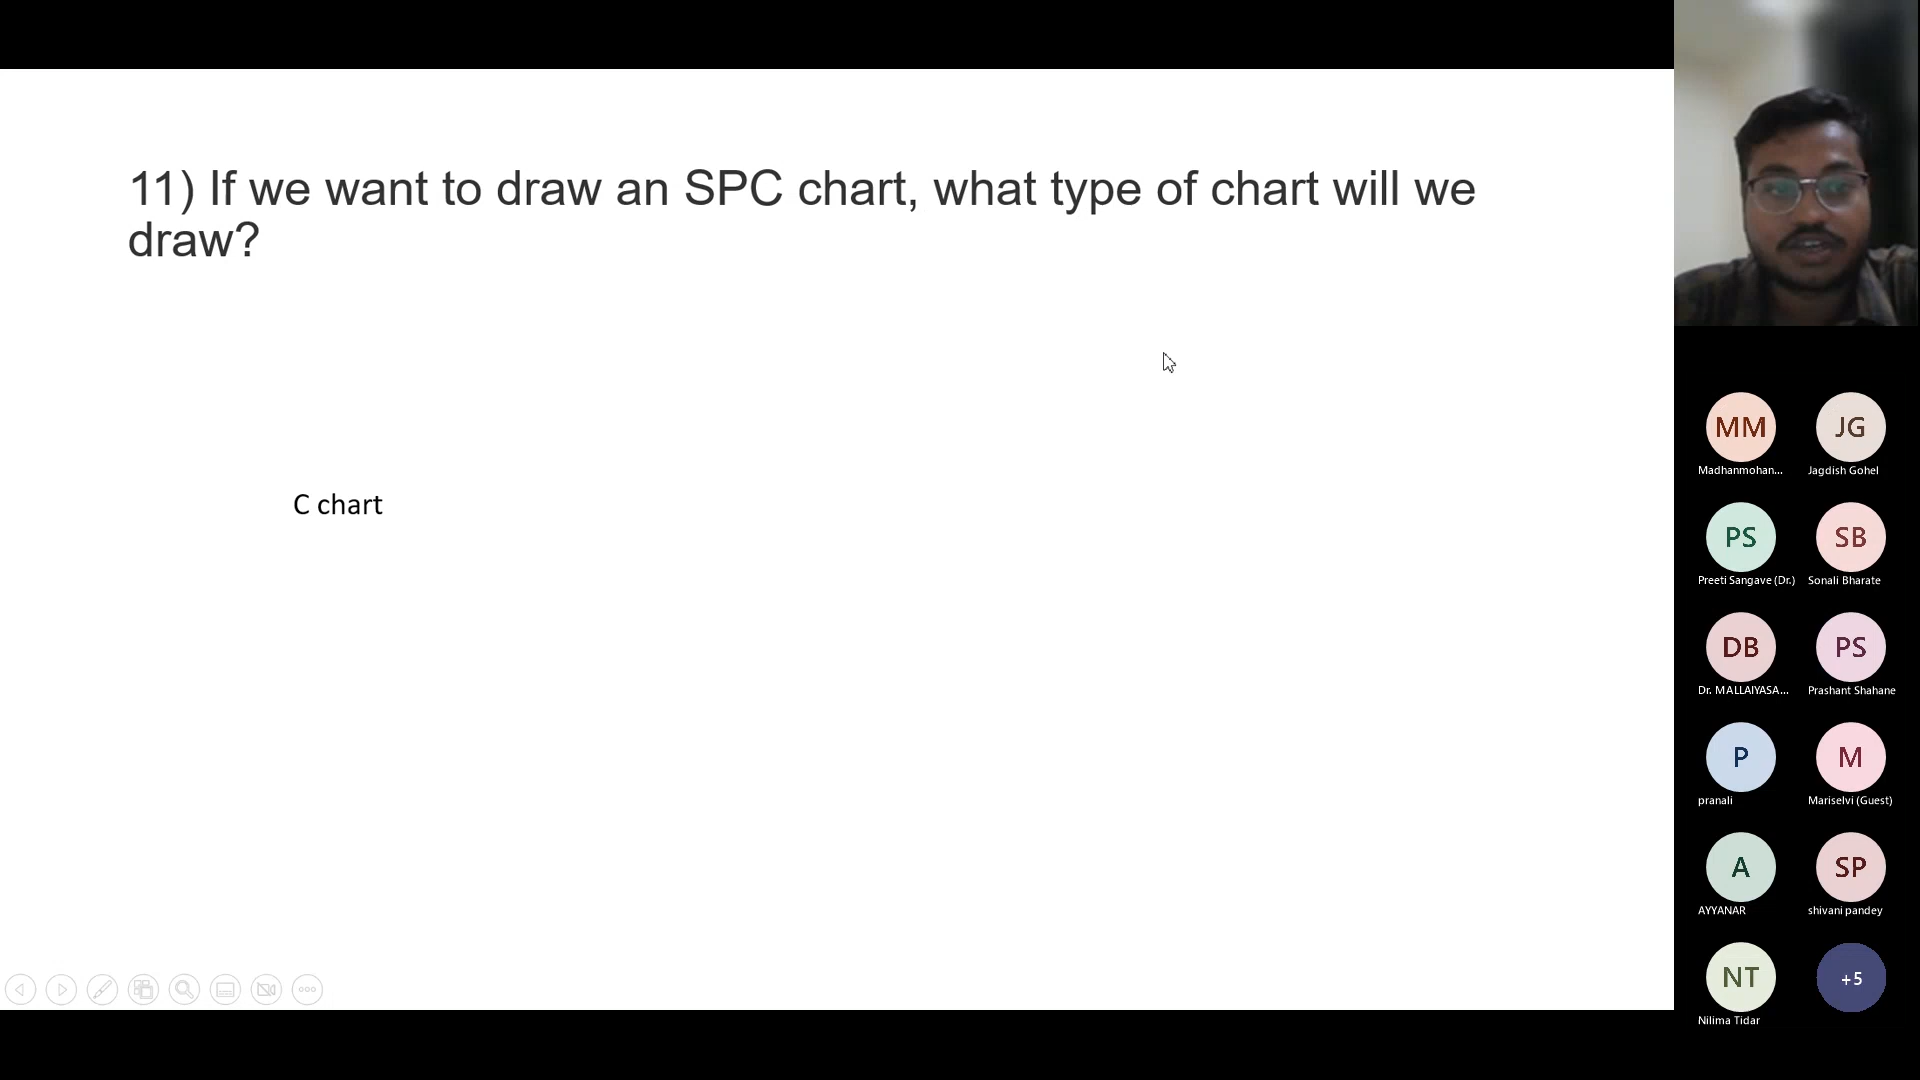 11) If we want to draw an SPC chart, what type of chart will we
draw?
C chart
MM
Madhanmohan...
JG
Jagdish Gohel
PS
Preeti Sangave (Dr.)
SB
Sonali Bharate
DB
Dr. MALLAIYASA...
PS
Prashant Shahane
P
pranali
M
Mariselvi (Guest)
A
AYYANAR
SP
shivani pandey
NT
Nilima Tidar
+5